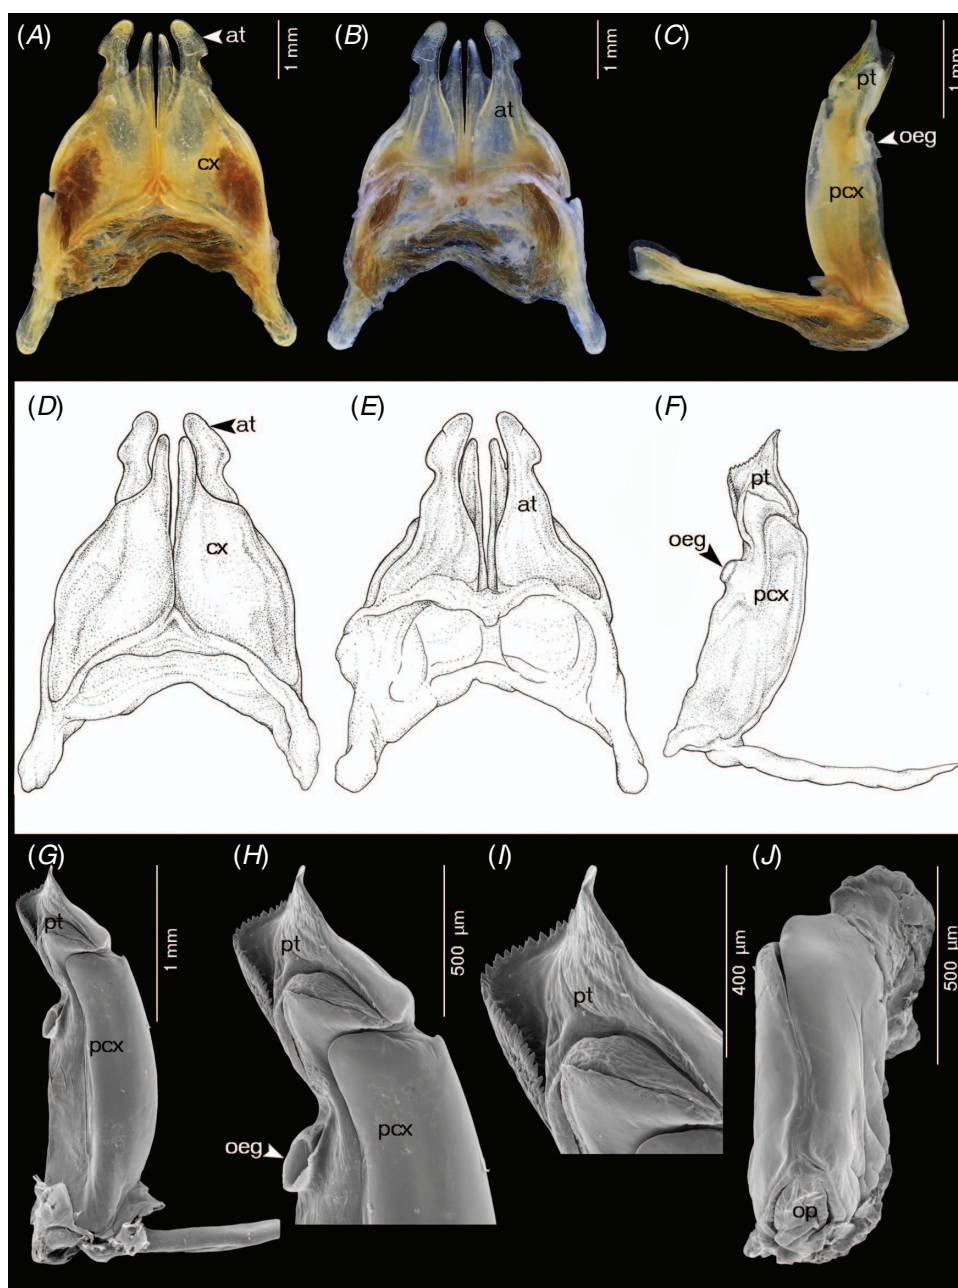 (A)
at
1 mm
cx
(B)
at
1 mm
(C)
pt
1 mm
oeg
pcx
(D)
at
cx
(E)
at
(F)
pt
oeg
pcx
(G)
pt
1 mm
pcx
(H)
pt
500 µm
pcx
oeg
(I)
pt
400 µm
(J)
500 µm
op